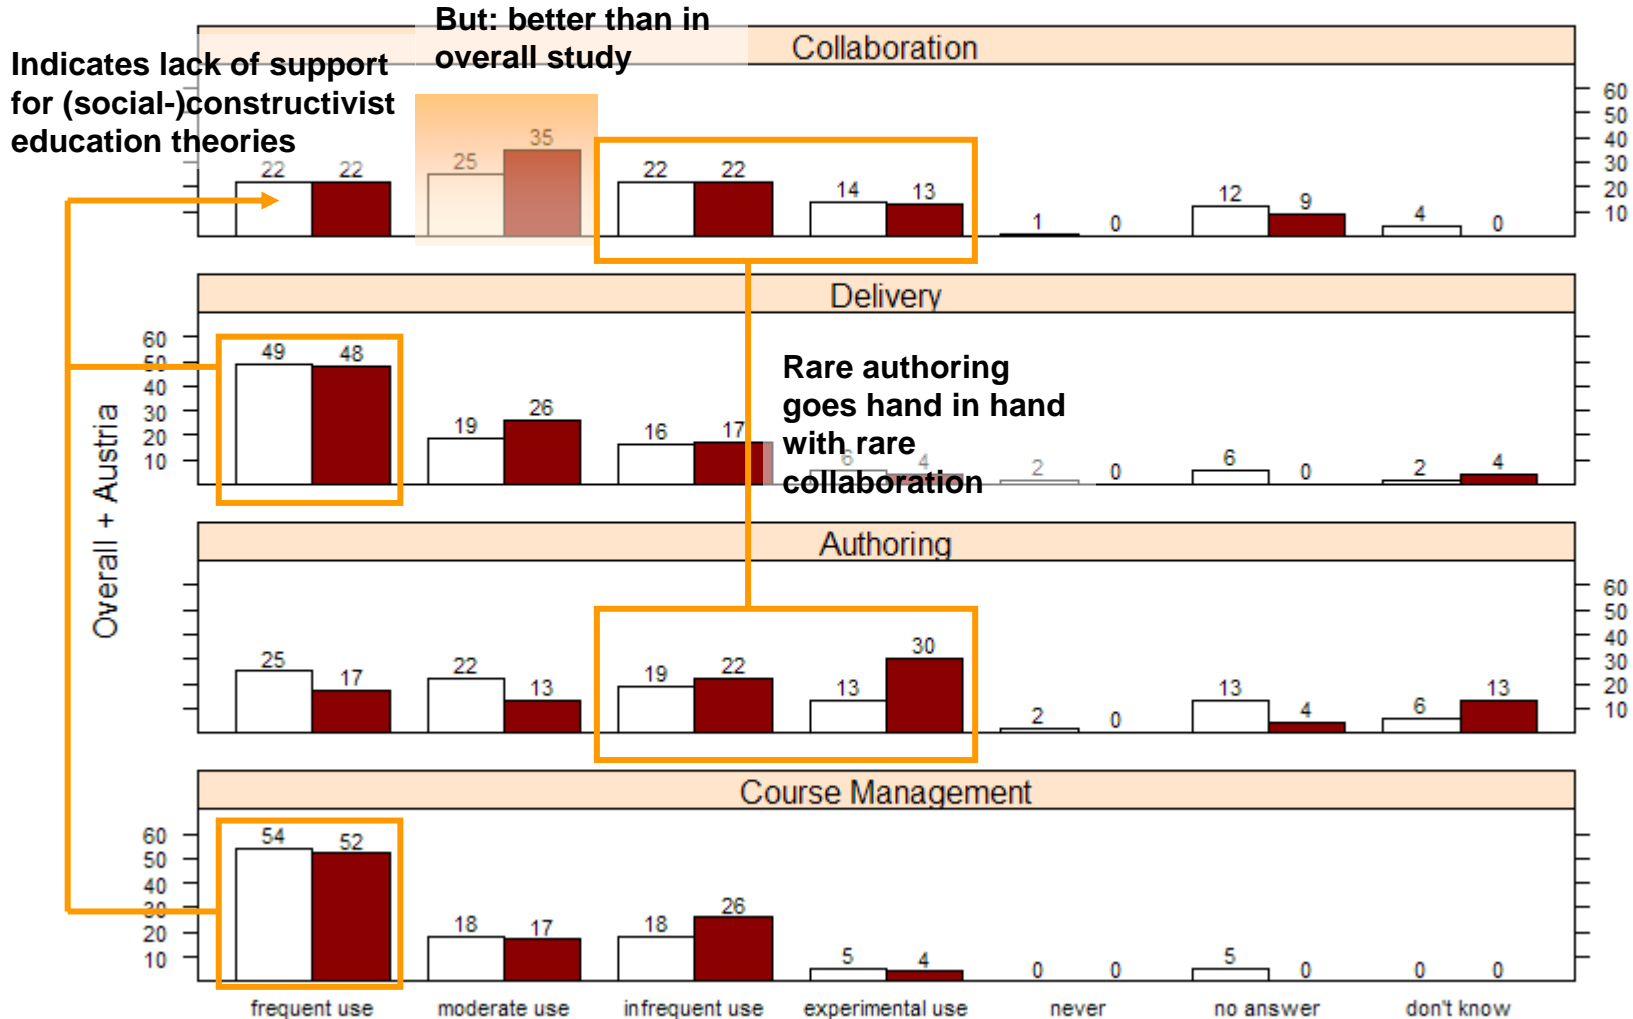 But: better than in
overall study
Indicates lack of support
for (social-)constructivist
education theories
Collaboration
60
50
40
30
20
10
22 22 25 35 22 22 14 13 1 0 12 9 4 0
Delivery
60
50
40
30
20
10
49 48 19 26 16 17 6 4 2 0 6 0 2 4
Rare authoring
goes hand in hand
with rare
collaboration
Overall + Austria
Authoring
60
50
40
30
20
10
25 17 22 13 19 22 13 30 2 0 13 4 6 13
Course Management
60
50
40
30
20
10
54 52 18 17 18 26 5 4 0 0 5 0 0 0
frequent use moderate use infrequent use experimental use never no answer don't know